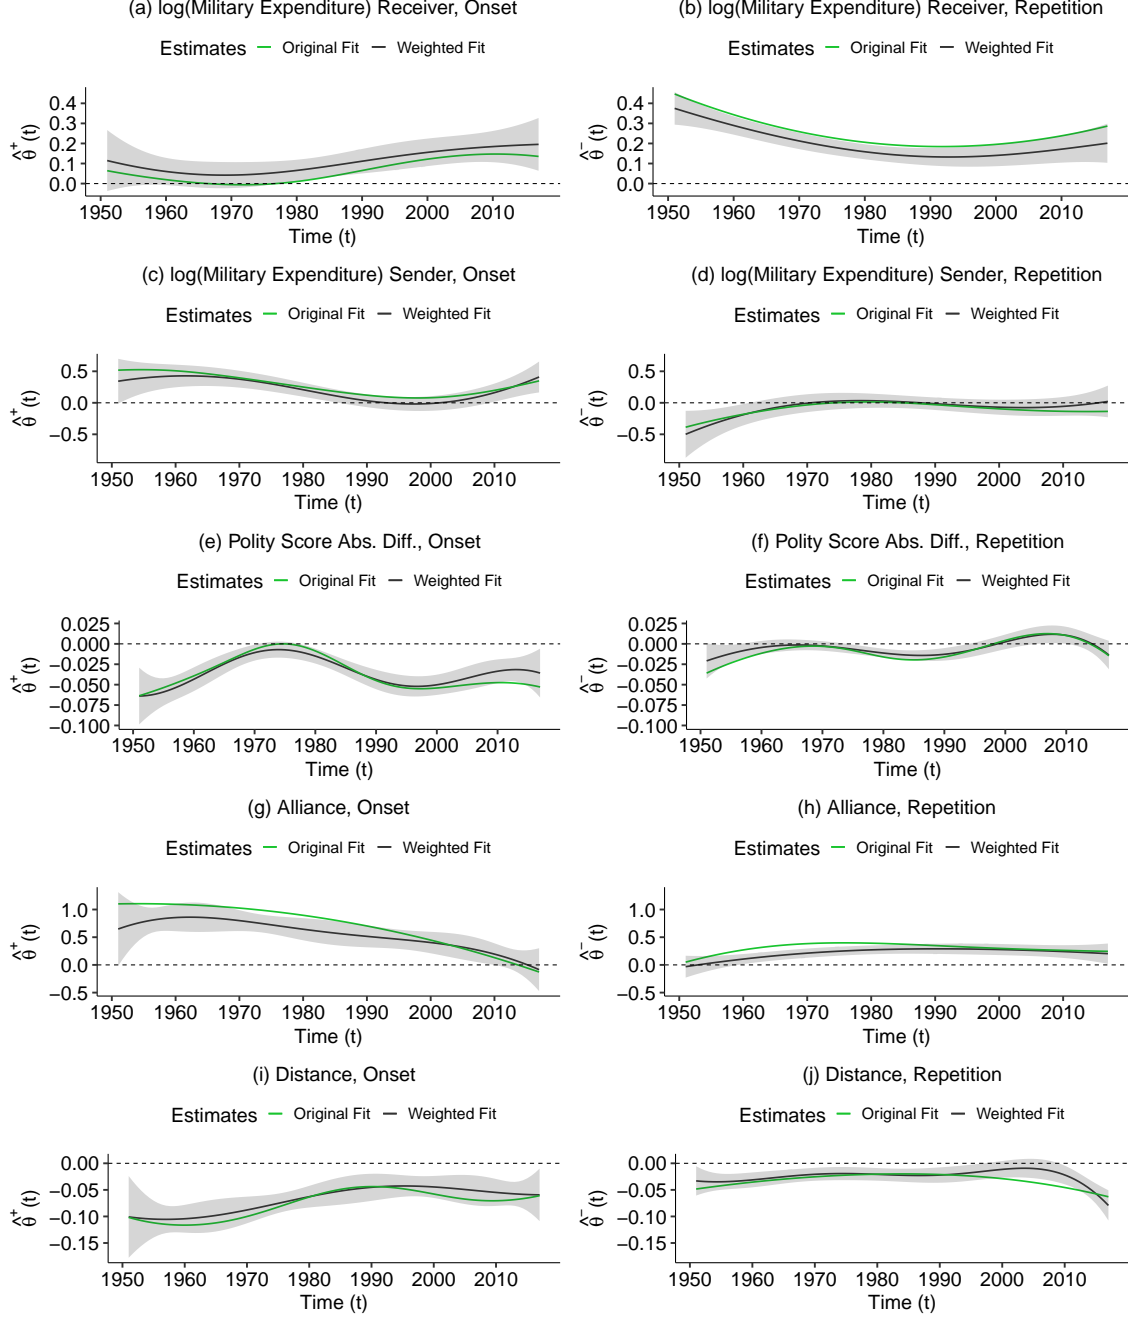 (a) log(Military Expenditure) Receiver, Onset
Estimates Original Fit Weighted Fit
0.4
0.3
0.2
0.1
0.0
θ̂⁺(t)
1950 1960 1970 1980 1990 2000 2010
Time (t)
(b) log(Military Expenditure) Receiver, Repetition
Estimates Original Fit Weighted Fit
0.4
0.3
0.2
0.1
0.0
θ̂⁻(t)
1950 1960 1970 1980 1990 2000 2010
Time (t)
(c) log(Military Expenditure) Sender, Onset
Estimates Original Fit Weighted Fit
0.5
0.0
−0.5
θ̂⁺(t)
1950 1960 1970 1980 1990 2000 2010
Time (t)
(d) log(Military Expenditure) Sender, Repetition
Estimates Original Fit Weighted Fit
0.5
0.0
−0.5
θ̂⁻(t)
1950 1960 1970 1980 1990 2000 2010
Time (t)
(e) Polity Score Abs. Diff., Onset
Estimates Original Fit Weighted Fit
0.025
0.000
−0.025
−0.050
−0.075
−0.100
θ̂⁺(t)
1950 1960 1970 1980 1990 2000 2010
Time (t)
(f) Polity Score Abs. Diff., Repetition
Estimates Original Fit Weighted Fit
0.025
0.000
−0.025
−0.050
−0.075
−0.100
θ̂⁻(t)
1950 1960 1970 1980 1990 2000 2010
Time (t)
(g) Alliance, Onset
Estimates Original Fit Weighted Fit
1.0
0.5
0.0
−0.5
θ̂⁺(t)
1950 1960 1970 1980 1990 2000 2010
Time (t)
(h) Alliance, Repetition
Estimates Original Fit Weighted Fit
1.0
0.5
0.0
−0.5
θ̂⁻(t)
1950 1960 1970 1980 1990 2000 2010
Time (t)
(i) Distance, Onset
Estimates Original Fit Weighted Fit
0.00
−0.05
−0.10
−0.15
θ̂⁺(t)
1950 1960 1970 1980 1990 2000 2010
Time (t)
(j) Distance, Repetition
Estimates Original Fit Weighted Fit
0.00
−0.05
−0.10
−0.15
θ̂⁻(t)
1950 1960 1970 1980 1990 2000 2010
Time (t)